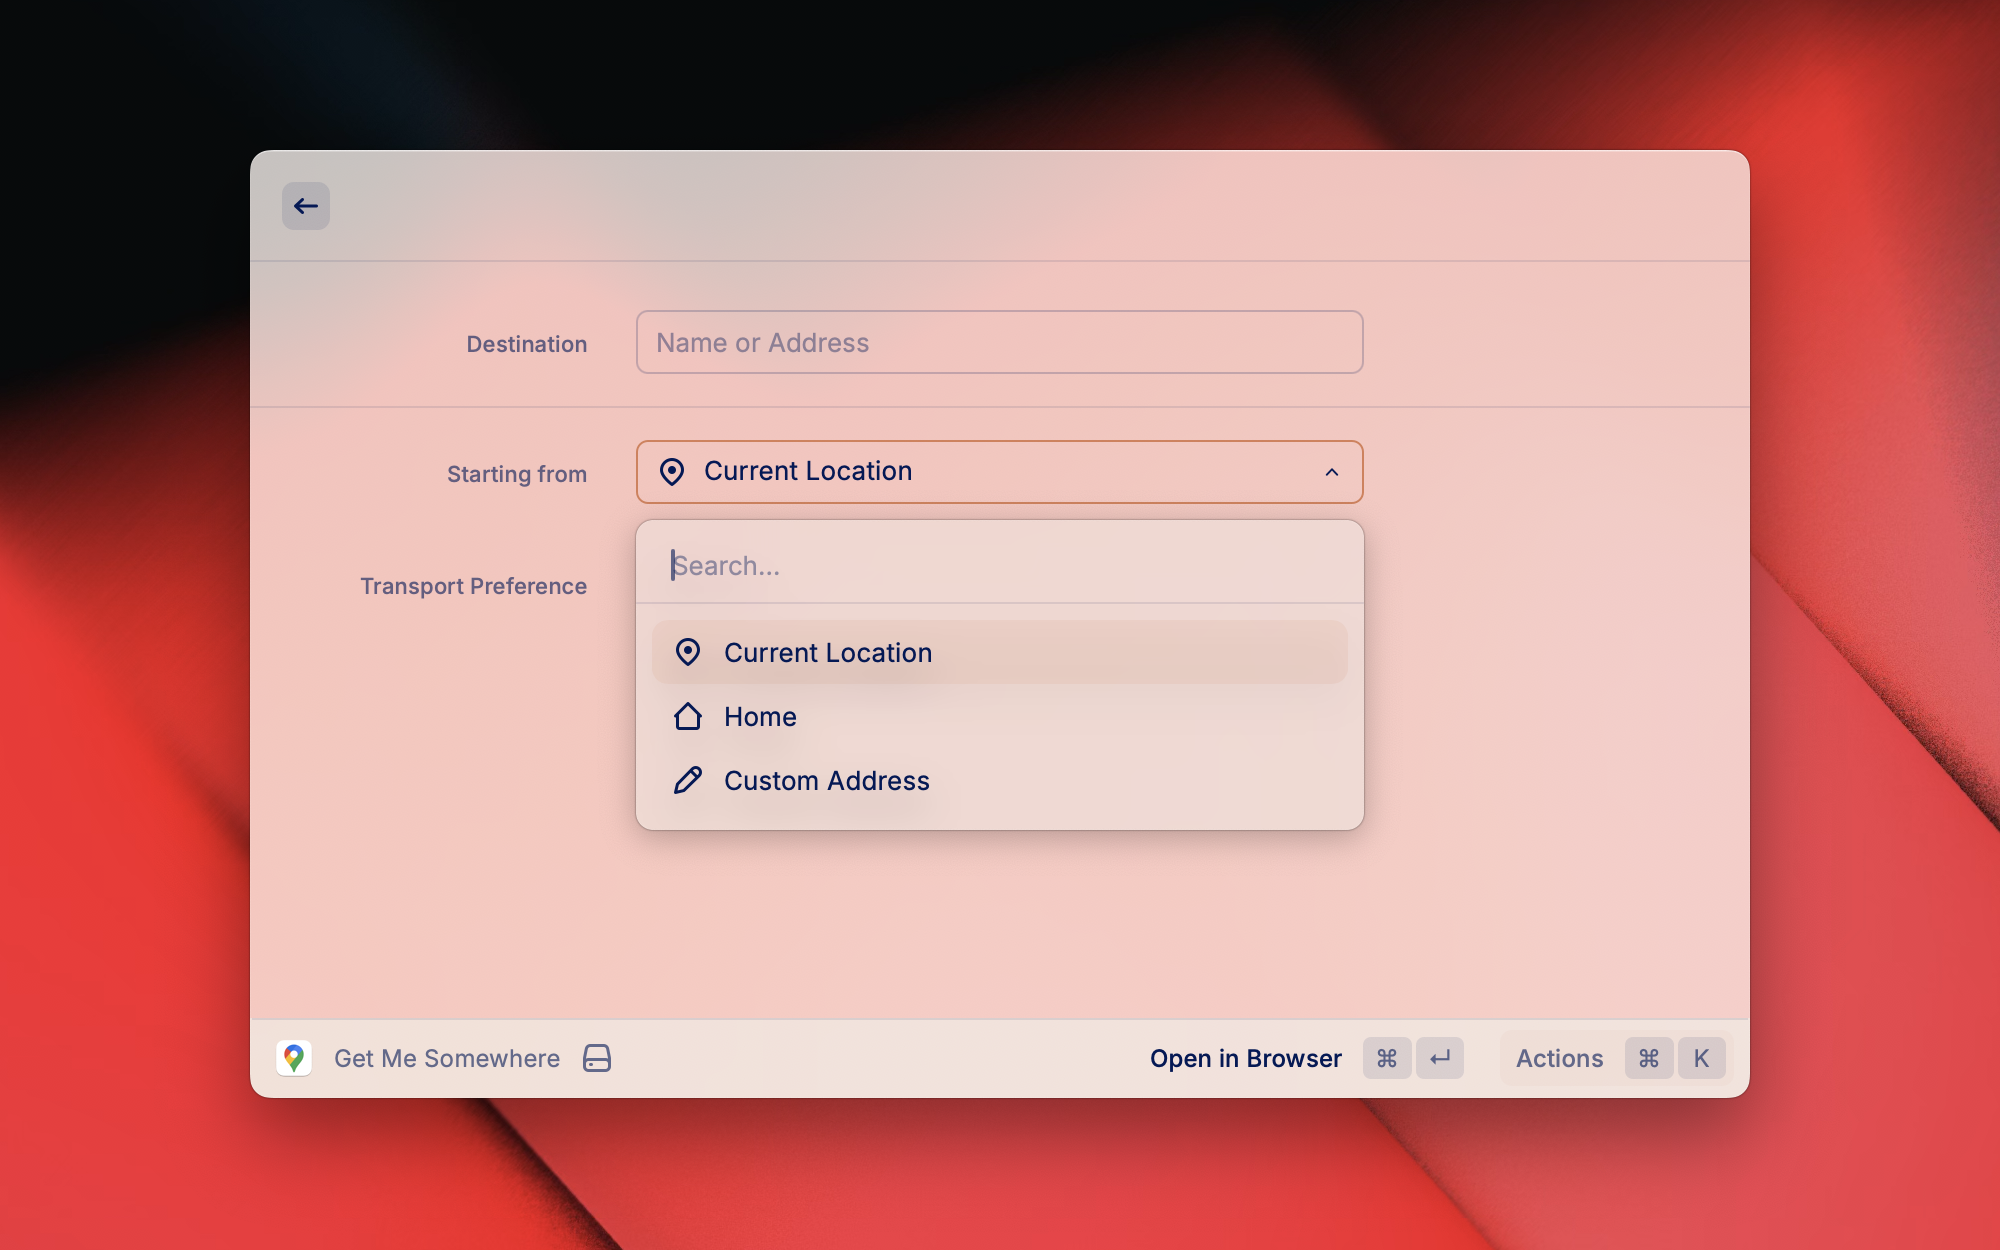 Destination
Name or Address
Starting from
Current Location
Search...
Transport Preference
Current Location
Home
Custom Address
Get Me Somewhere
Open in Browser ⌘ ↵
Actions ⌘ K